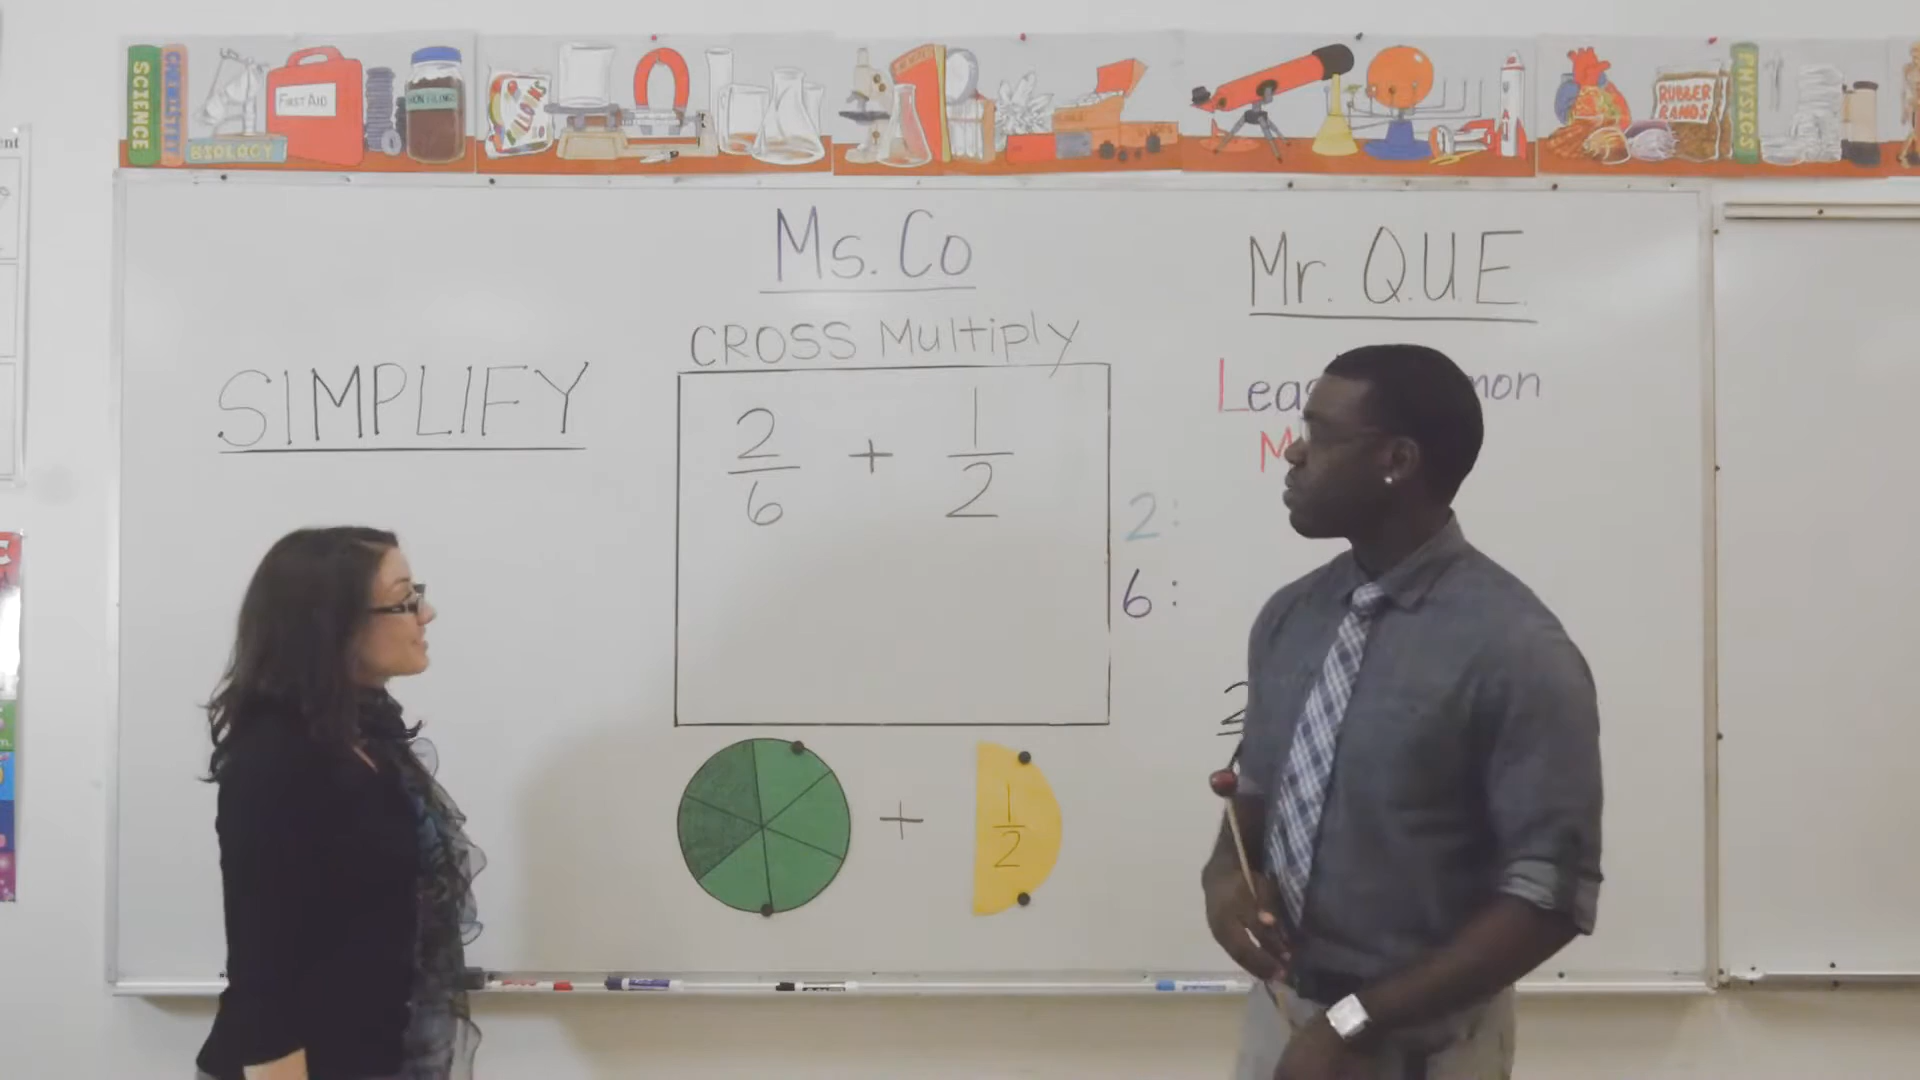 SCIENCE
BIOLOGY
FIRST AID
RUBBER
BANDS
PHYSICS
Ms. Co
Mr. Q.U.E.
CROSS Multiply
SIMPLIFY
2/6 + 1/2
2:
6:
+
1/2